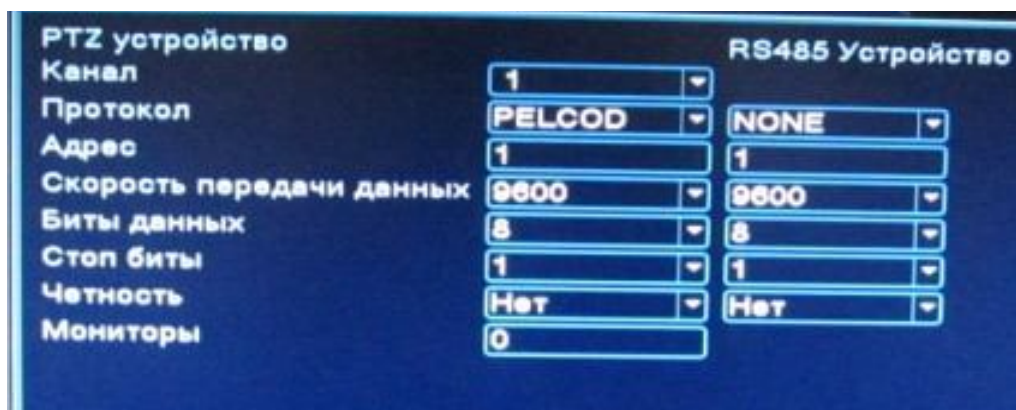 PTZ устройство RS485 Устройство
Канал 1
Протокол PELCOD NONE
Адрес 1 1
Скорость передачи данных 9600 9600
Биты данных 8 8
Стоп биты 1 1
Четность Нет Нет
Мониторы 0